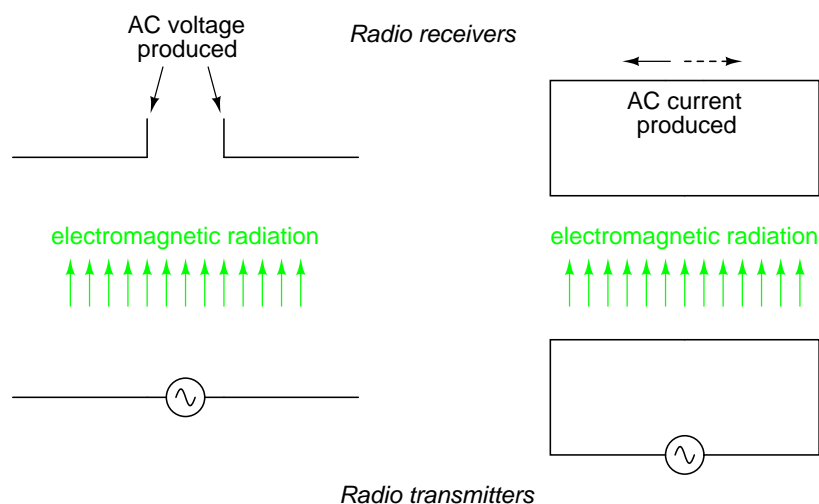 AC voltage
produced
Radio receivers
AC current
produced
electromagnetic radiation
electromagnetic radiation
Radio transmitters